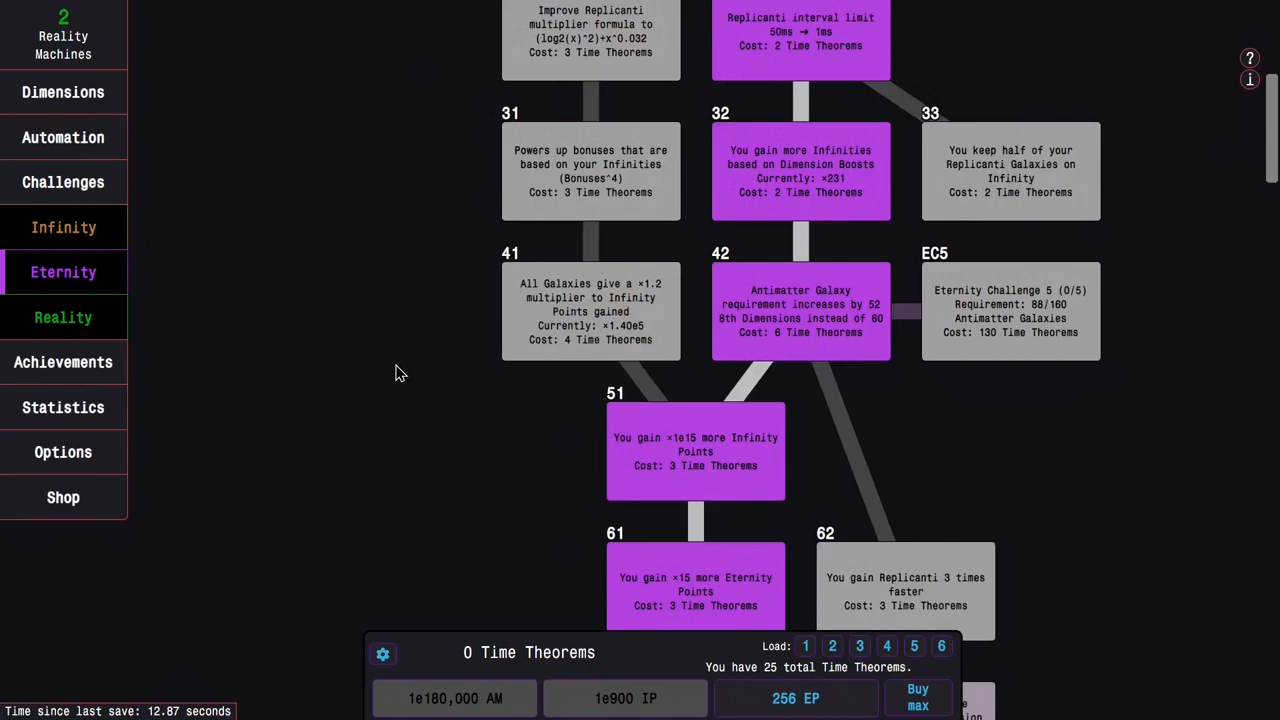 2
Reality
Machines
Dimensions
Automation
Challenges
Infinity
Eternity
Reality
Achievements
Statistics
Options
Shop
Time since last save: 12.87 seconds
Improve Replicanti
multiplier formula to
(log2(x)^2)+x^0.032
Cost: 3 Time Theorems
Replicanti interval limit
50ms → 1ms
Cost: 2 Time Theorems
31
Powers up bonuses that are
based on your Infinities
(Bonuses^4)
Cost: 3 Time Theorems
32
You gain more Infinities
based on Dimension Boosts
Currently: ×231
Cost: 2 Time Theorems
33
You keep half of your
Replicanti Galaxies on
Infinity
Cost: 2 Time Theorems
41
All Galaxies give a ×1.2
multiplier to Infinity
Points gained
Currently: ×1.40e5
Cost: 4 Time Theorems
42
Antimatter Galaxy
requirement increases by 52
8th Dimensions instead of 60
Cost: 6 Time Theorems
EC5
Eternity Challenge 5 (0/5)
Requirement: 88/160
Antimatter Galaxies
Cost: 130 Time Theorems
51
You gain ×1e15 more Infinity
Points
Cost: 3 Time Theorems
61
You gain ×15 more Eternity
Points
Cost: 3 Time Theorems
62
You gain Replicanti 3 times
faster
Cost: 3 Time Theorems
0 Time Theorems
Load: 1 2 3 4 5 6
You have 25 total Time Theorems.
1e180,000 AM
1e900 IP
256 EP
Buy
max
?
i